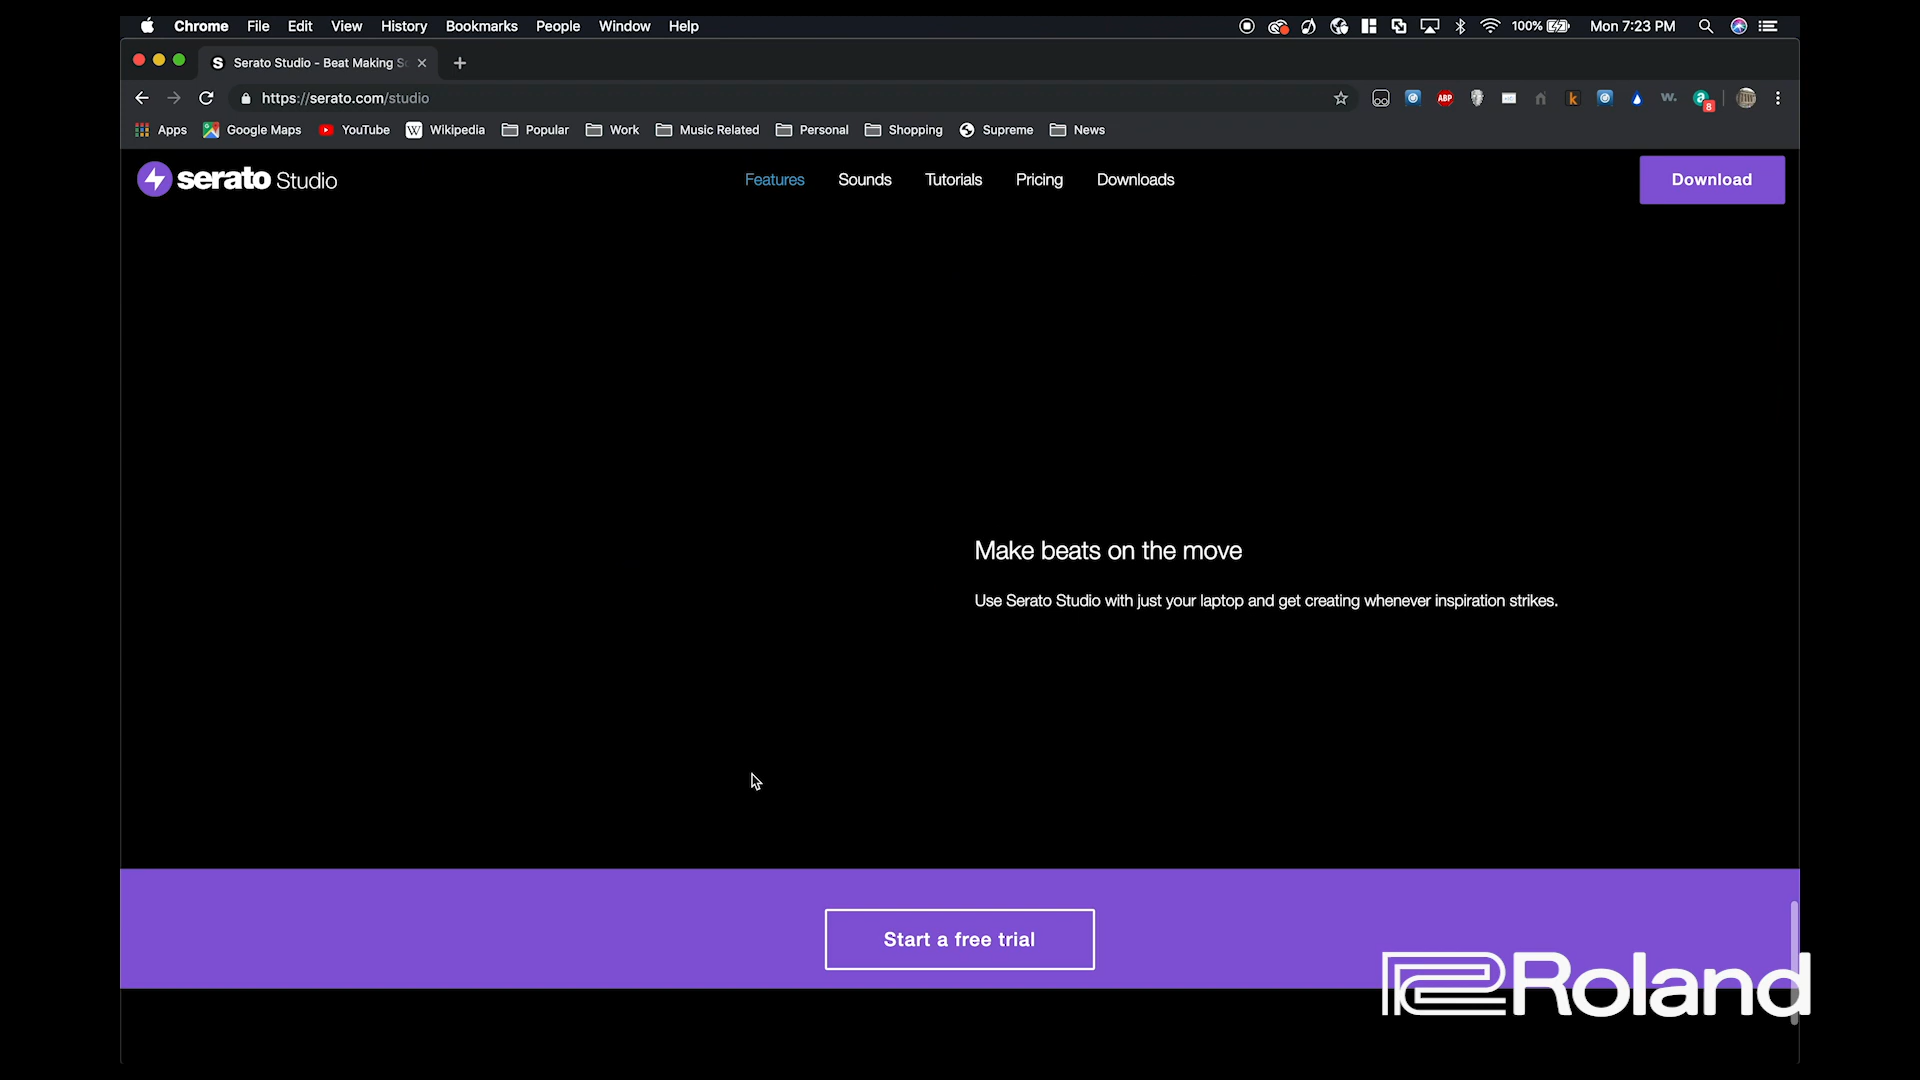 Chrome File Edit View History Bookmarks People Window Help 100% Mon 7:23 PM
Serato Studio - Beat Making S
https://serato.com/studio ABP k w. a 8
Apps Google Maps YouTube W Wikipedia Popular Work Music Related Personal Shopping Supreme News
serato Studio Features Sounds Tutorials Pricing Downloads Download
Make beats on the move
Use Serato Studio with just your laptop and get creating whenever inspiration strikes.
Start a free trial
Roland